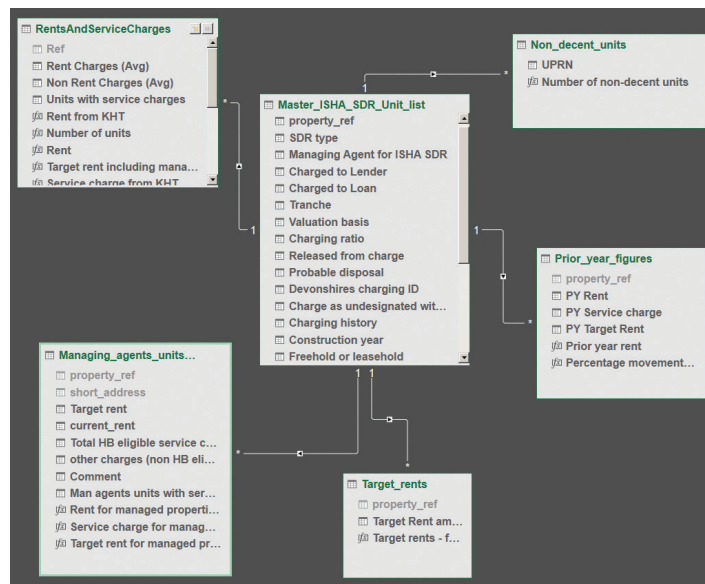 RentsAndServiceCharges
Ref
Rent Charges (Avg)
Non Rent Charges (Avg)
Units with service charges
Rent from KHT
Number of units
Rent
Target rent including mana...
Service charge from KHT
*
1
Master_ISHA_SDR_Unit_list
property_ref
SDR type
Managing Agent for ISHA SDR
Charged to Lender
Charged to Loan
Tranche
Valuation basis
Charging ratio
Released from charge
Probable disposal
Devonshires charging ID
Charge as undesignated wit...
Charging history
Construction year
Freehold or leasehold
1
*
Non_decent_units
UPRN
Number of non-decent units
1
*
Prior_year_figures
property_ref
PY Rent
PY Service charge
PY Target Rent
Prior year rent
Percentage movement...
1 1
*
Managing_agents_units...
property_ref
short_address
Target rent
current_rent
Total HB eligible service c...
other charges (non HB eli...
Comment
Man agents units with ser...
Rent for managed properti...
Service charge for manag...
Target rent for managed pr...
*
Target_rents
property_ref
Target Rent am...
Target rents - f...